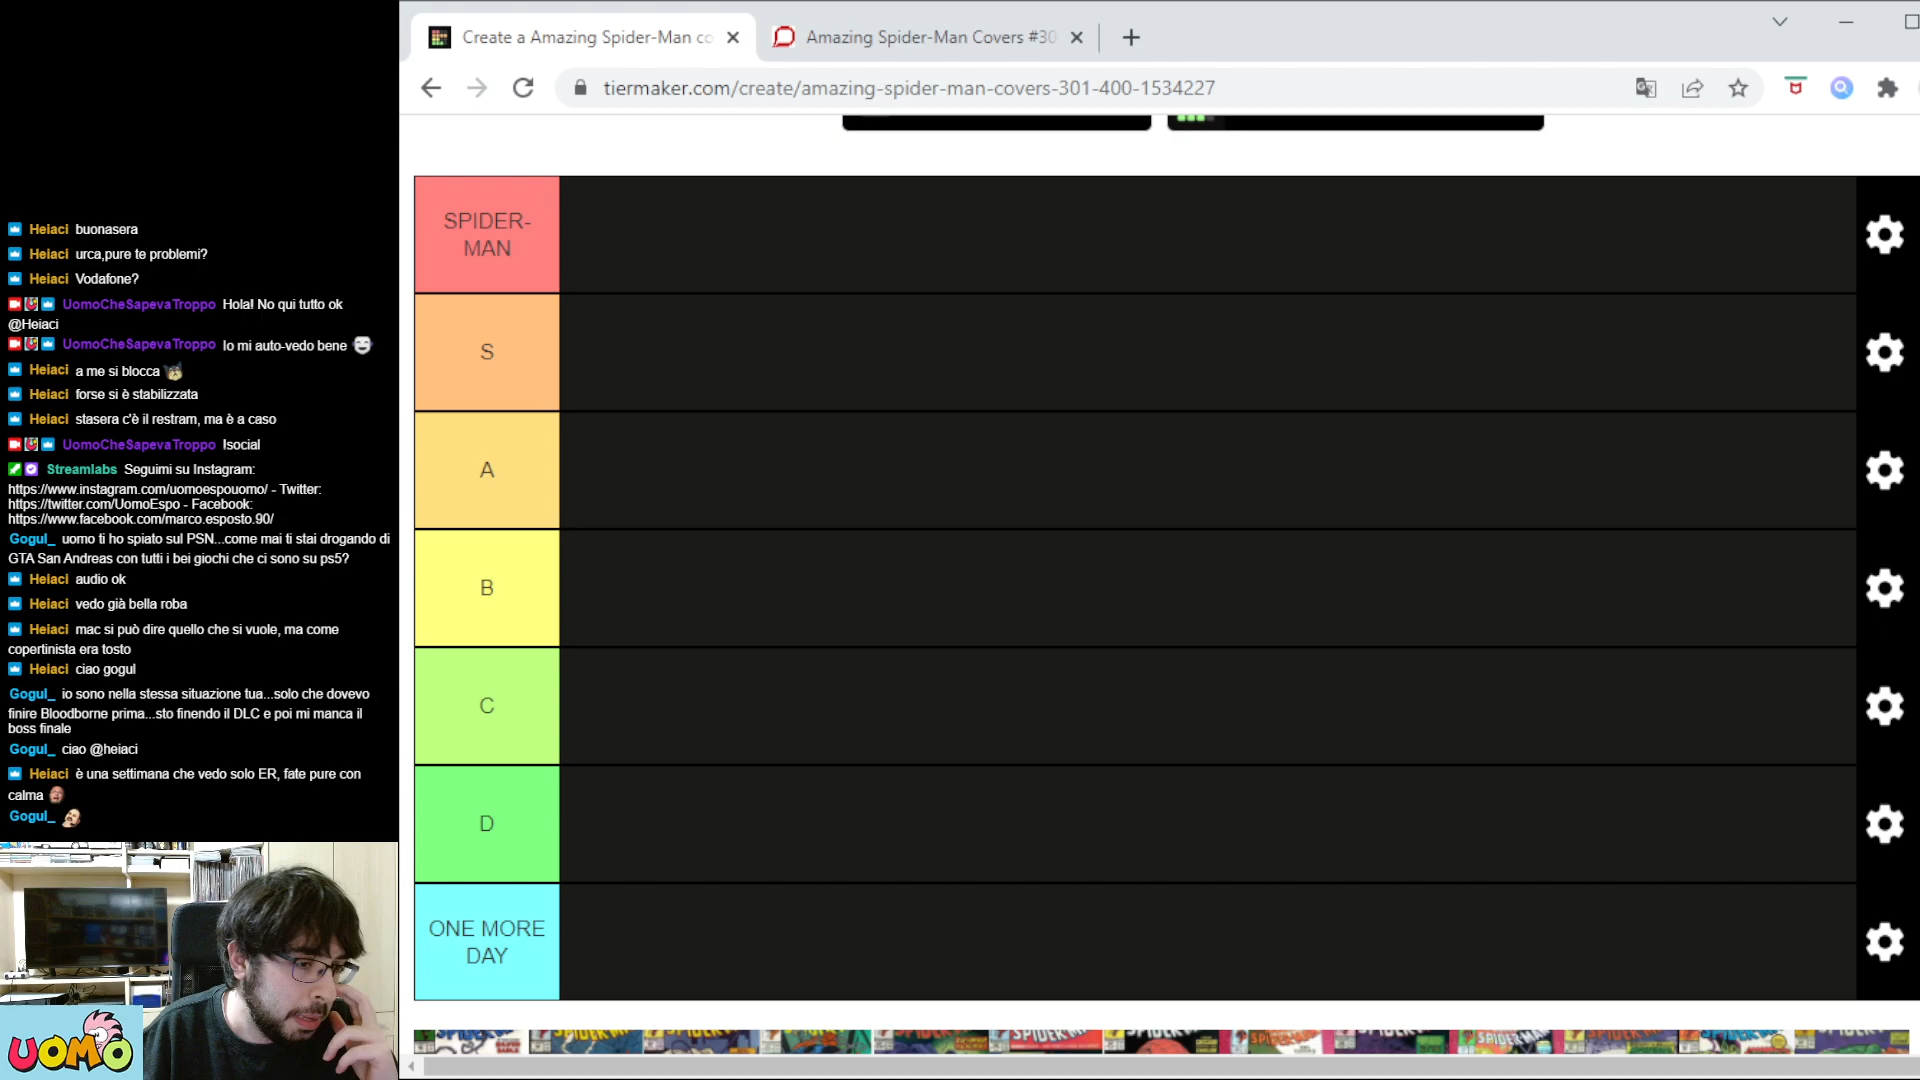 Create a Amazing Spider-Man co
Amazing Spider-Man Covers #30
tiermaker.com/create/amazing-spider-man-covers-301-400-1534227
Heiaci buonasera
Heiaci urca,pure te problemi?
Heiaci Vodafone?
UomoCheSapevaTroppo Hola! No qui tutto ok
@Heiaci
UomoCheSapevaTroppo Io mi auto-vedo bene
Heiaci a me si blocca
Heiaci forse si è stabilizzata
Heiaci stasera c'è il restram, ma è a caso
UomoCheSapevaTroppo !social
Streamlabs Seguimi su Instagram:
https://www.instagram.com/uomoespouomo/ - Twitter:
https://twitter.com/UomoEspo - Facebook:
https://www.facebook.com/marco.esposto.90/
Gogul_ uomo ti ho spiato sul PSN...come mai ti stai drogando di
GTA San Andreas con tutti i bei giochi che ci sono su ps5?
Heiaci audio ok
Heiaci vedo già bella roba
Heiaci mac si può dire quello che si vuole, ma come
copertinista era tosto
Heiaci ciao gogul
Gogul_ io sono nella stessa situazione tua...solo che dovevo
finire Bloodborne prima...sto finendo il DLC e poi mi manca il
boss finale
Gogul_ ciao @heiaci
Heiaci è una settimana che vedo solo ER, fate pure con
calma
Gogul_
UOMO
SPIDER-
MAN
S
A
B
C
D
ONE MORE
DAY